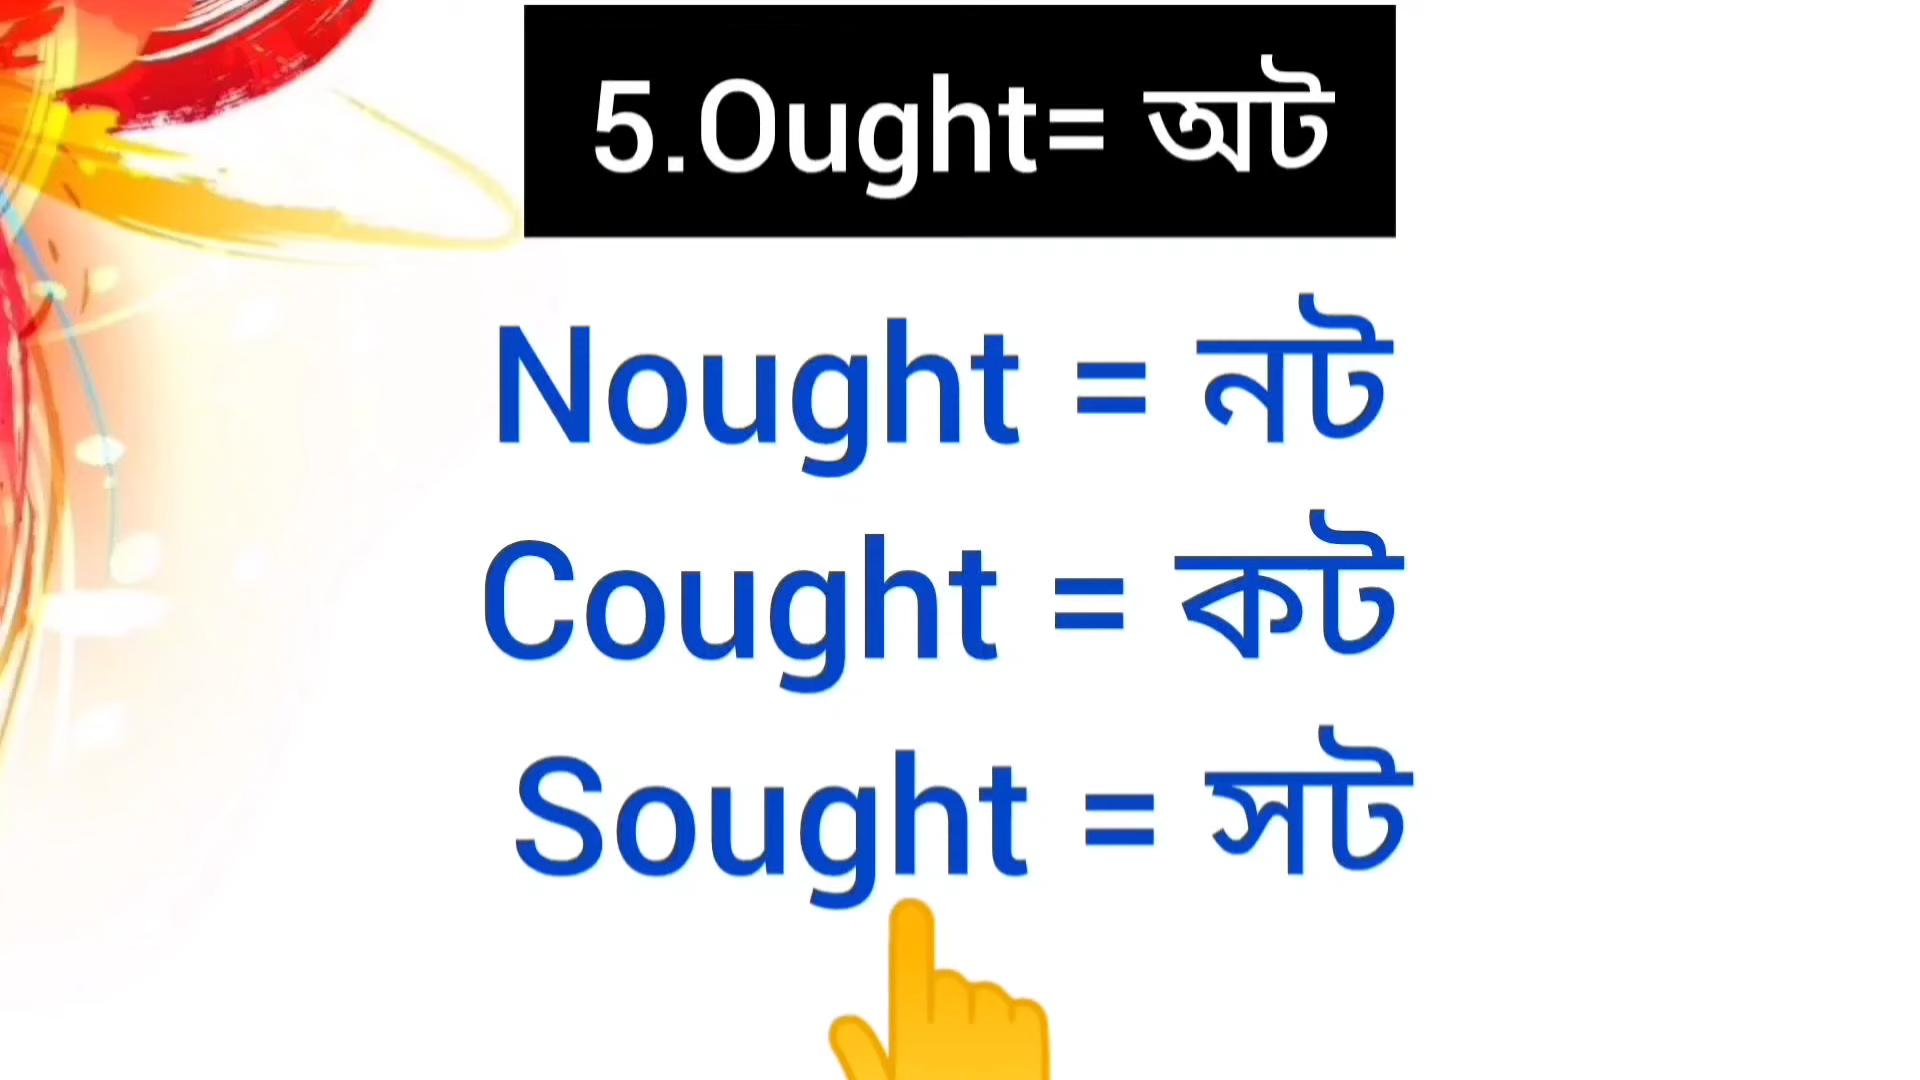 5.Ought= অট
Nought = নট
Cought = কট
Sought = সট